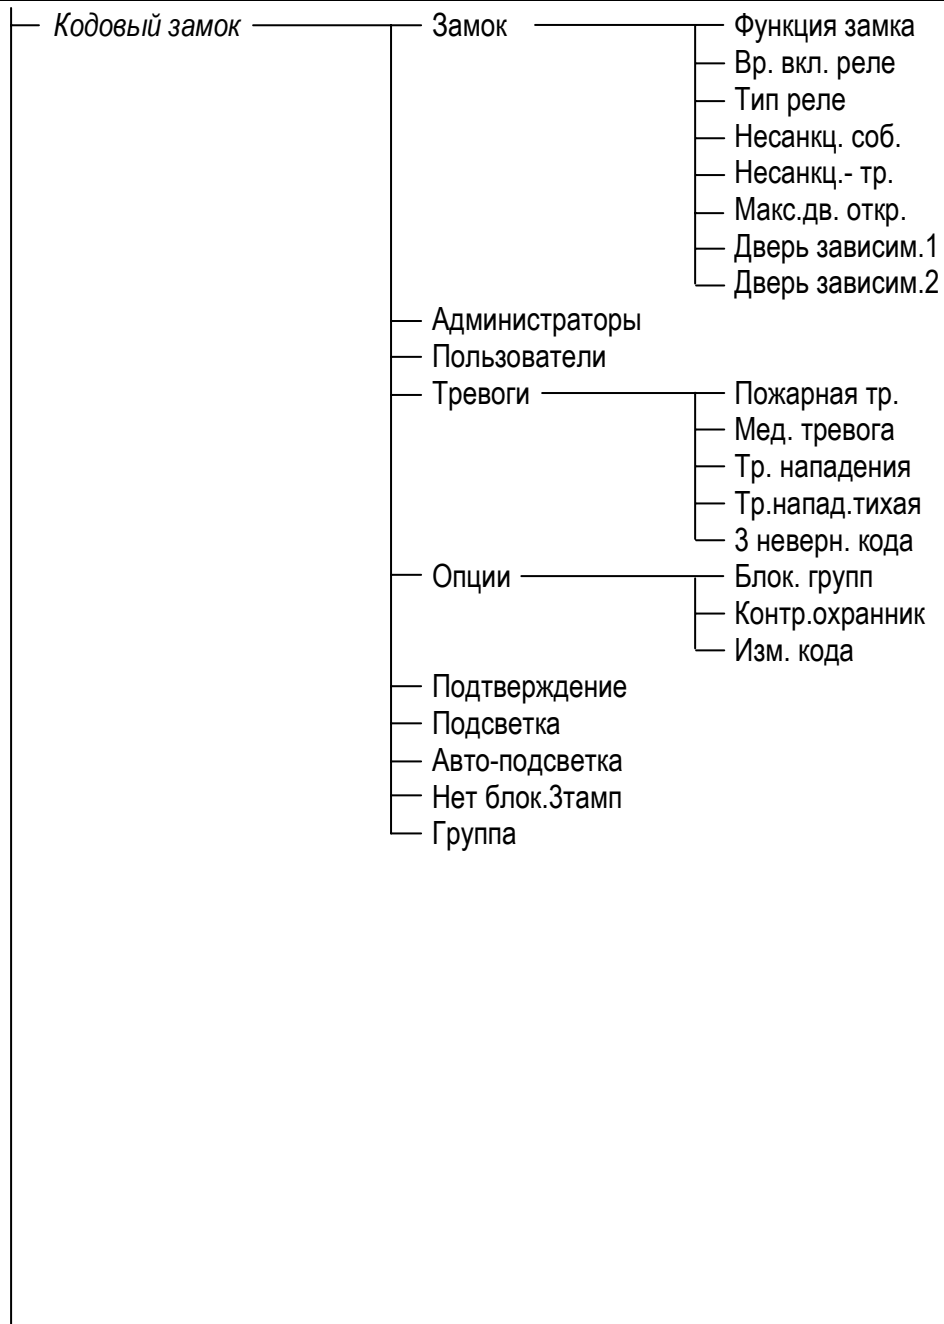 Кодовый замок Замок Функция замка
Вр. вкл. реле
Тип реле
Несанкц. соб.
Несанкц.- тр.
Макс.дв. откр.
Дверь зависим.1
Дверь зависим.2
Администраторы
Пользователи
Тревоги Пожарная тр.
Мед. тревога
Тр. нападения
Тр.напад.тихая
3 неверн. кода
Опции Блок. групп
Контр.охранник
Изм. кода
Подтверждение
Подсветка
Авто-подсветка
Нет блок.3тамп
Группа